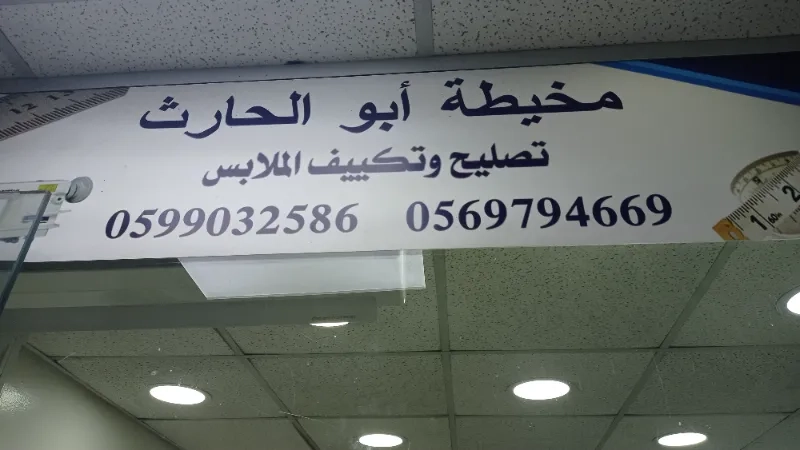 مخيطة أبو الحارث
تصليح وتكييف الملابس
0599032586 0569794669